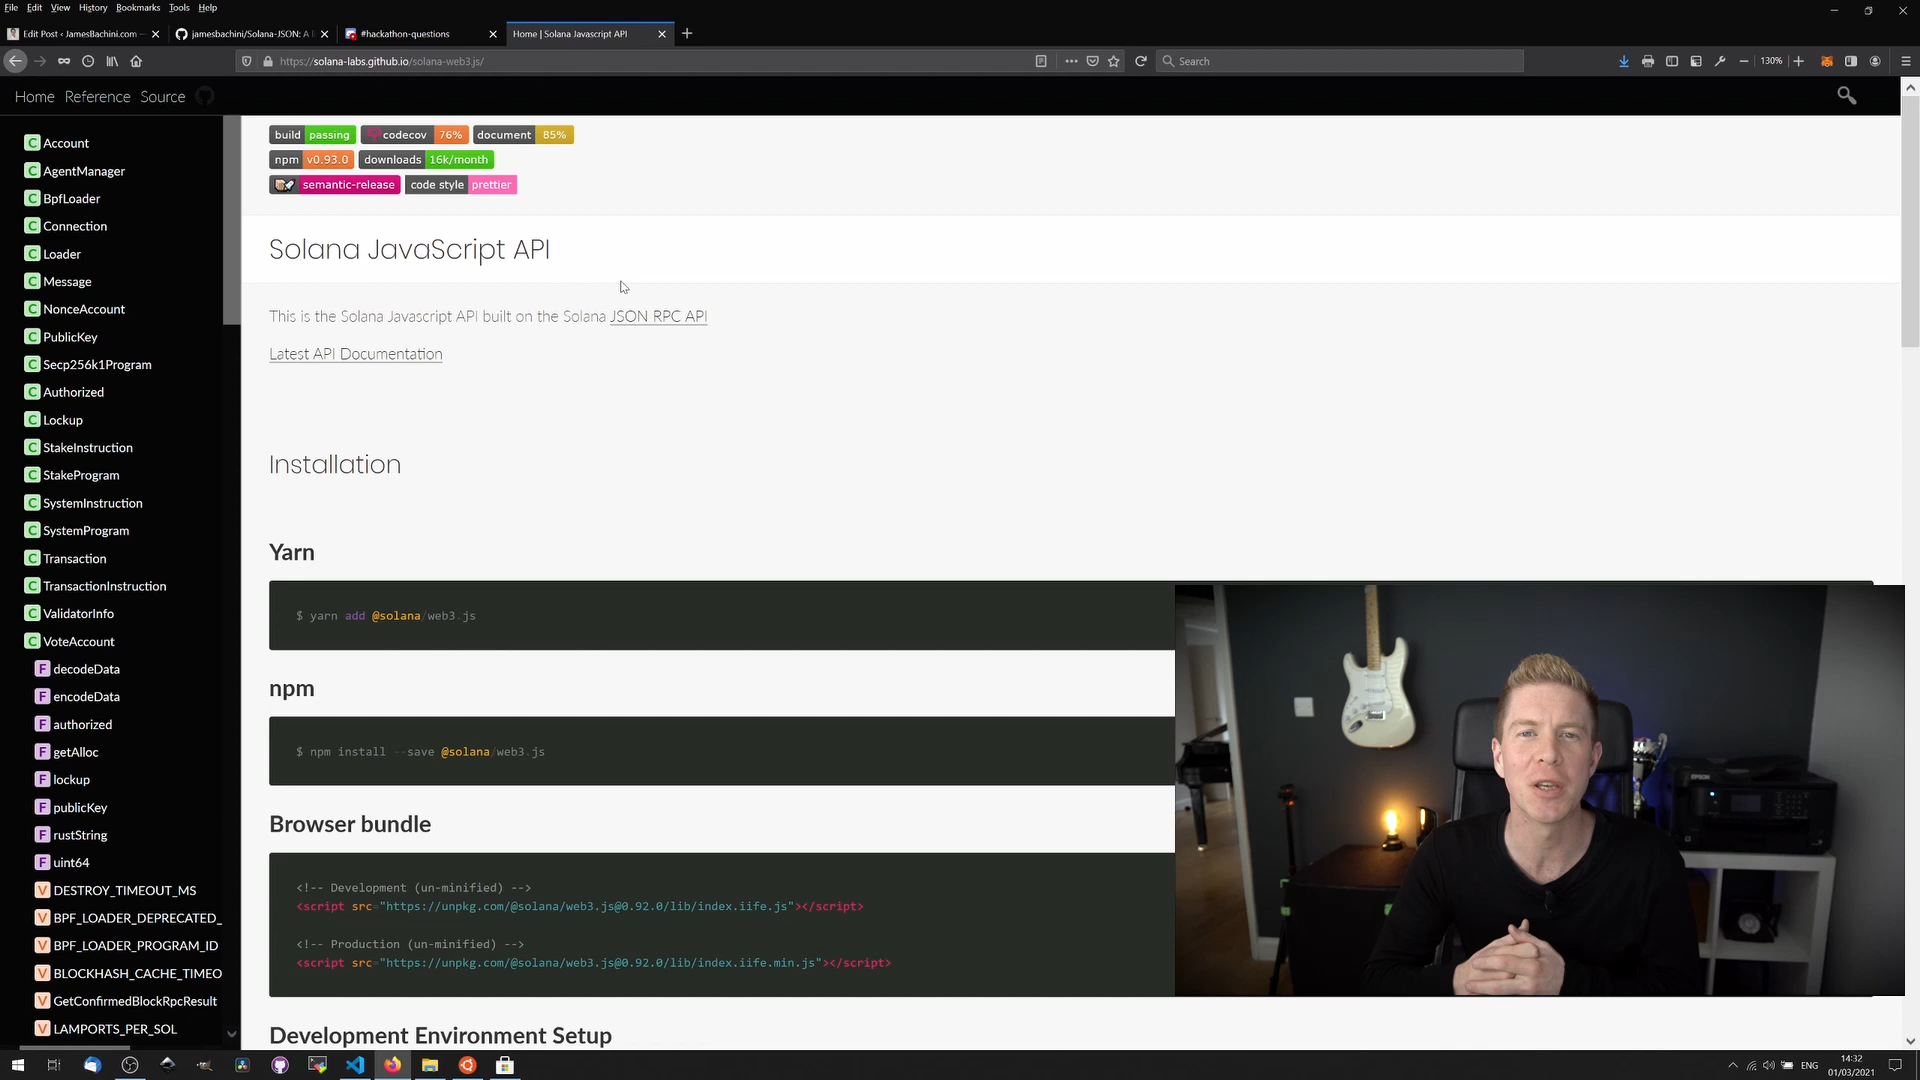 File Edit View History Bookmarks Tools Help
Edit Post ‹ JamesBachini.com —
jamesbachini/Solana-JSON: A l
#hackathon-questions
Home | Solana Javascript API
https://solana-labs.github.io/solana-web3.js/
Search
130%
Home Reference Source
Account
AgentManager
BpfLoader
Connection
Loader
Message
NonceAccount
PublicKey
Secp256k1Program
Authorized
Lockup
StakeInstruction
StakeProgram
SystemInstruction
SystemProgram
Transaction
TransactionInstruction
ValidatorInfo
VoteAccount
decodeData
encodeData
authorized
getAlloc
lockup
publicKey
rustString
uint64
DESTROY_TIMEOUT_MS
BPF_LOADER_DEPRECATED_
BPF_LOADER_PROGRAM_ID
BLOCKHASH_CACHE_TIMEO
GetConfirmedBlockRpcResult
LAMPORTS_PER_SOL
build passing codecov 76% document 85%
npm v0.93.0 downloads 16k/month
semantic-release code style prettier
Solana JavaScript API
This is the Solana Javascript API built on the Solana JSON RPC API
Latest API Documentation
Installation
Yarn
$ yarn add @solana/web3.js
npm
$ npm install --save @solana/web3.js
Browser bundle
<!-- Development (un-minified) -->
<script src="https://unpkg.com/@solana/web3.js@0.92.0/lib/index.iife.js"></script>
<!-- Production (un-minified) -->
<script src="https://unpkg.com/@solana/web3.js@0.92.0/lib/index.iife.min.js"></script>
Development Environment Setup
EPSON
ENG
14:32
01/03/2021